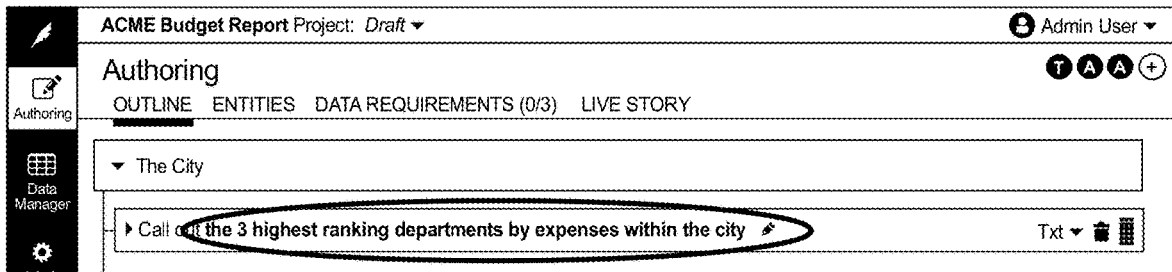 ACME Budget Report Project: Draft
Admin User
Authoring
T A A +
Authoring
OUTLINE ENTITIES DATA REQUIREMENTS (0/3) LIVE STORY
The City
Data
Manager
Call out the 3 highest ranking departments by expenses within the city
Txt